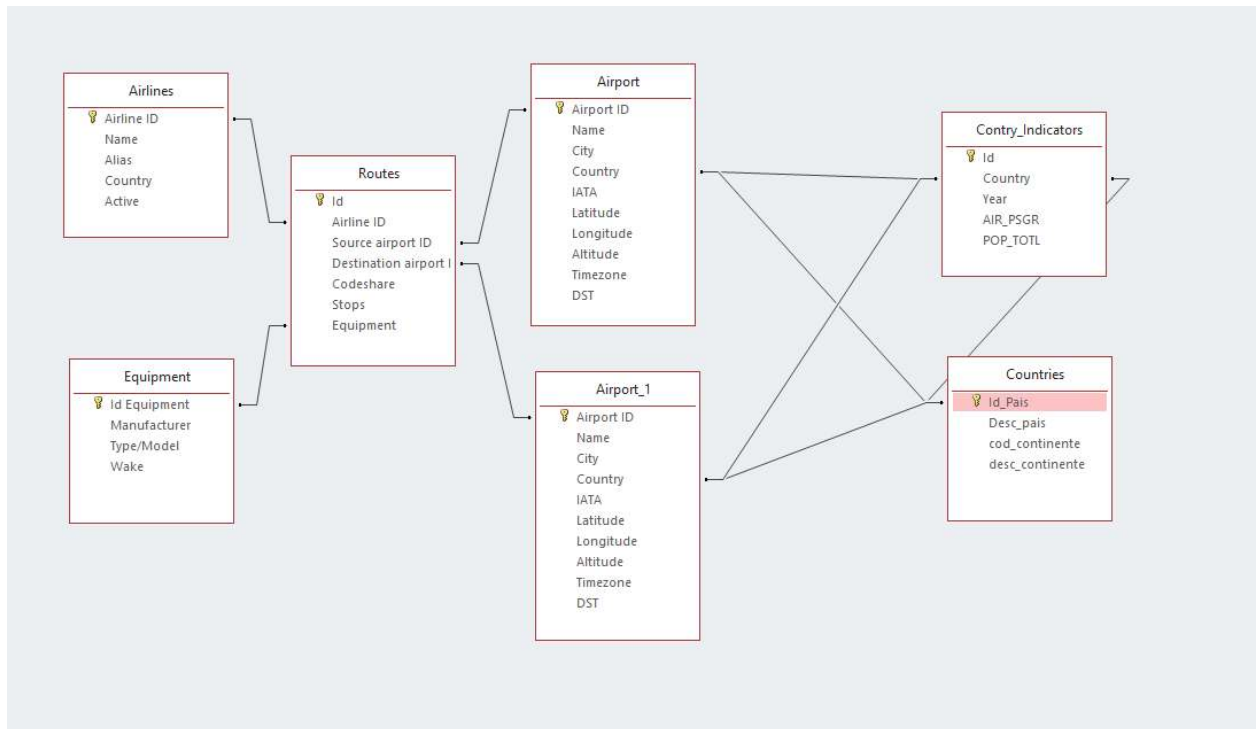 Airlines
Airline ID
Name
Alias
Country
Active
Equipment
Id Equipment
Manufacturer
Type/Model
Wake
Routes
Id
Airline ID
Source airport ID
Destination airport I
Codeshare
Stops
Equipment
Airport
Airport ID
Name
City
Country
IATA
Latitude
Longitude
Altitude
Timezone
DST
Airport_1
Airport ID
Name
City
Country
IATA
Latitude
Longitude
Altitude
Timezone
DST
Contry_Indicators
Id
Country
Year
AIR_PSGR
POP_TOTL
Countries
Id_Pais
Desc_pais
cod_continente
desc_continente